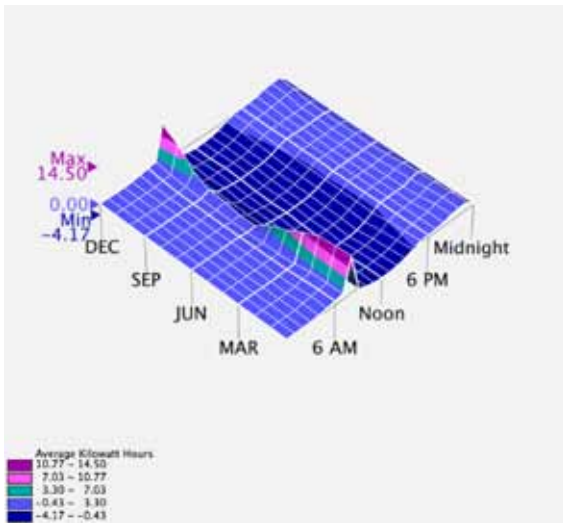 Max
14.50
0.00
Min
-4.17
DEC
SEP
JUN
MAR
6 AM
Noon
6 PM
Midnight
Average Kilowatt Hours
10.77 - 14.50
7.03 - 10.77
3.30 - 7.03
-0.43 - 3.30
-4.17 - -0.43